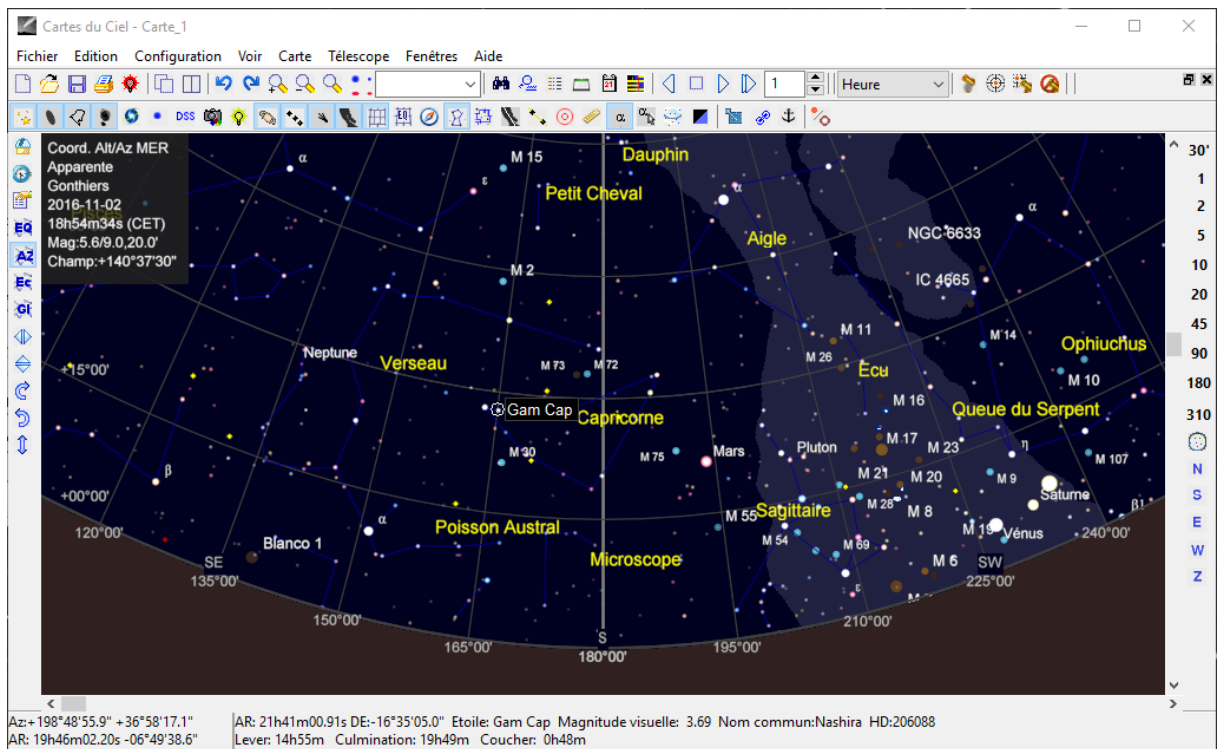 Cartes du Ciel - Carte_1
Fichier Edition Configuration Voir Carte Télescope Fenêtres Aide
1 Heure
DSS EQ α
Coord. Alt/Az MER
Apparente
Gonthiers
2016-11-02
18h54m34s (CET)
Mag:5.6/9.0,20.0'
Champ:+140°37'30"
EQ
AZ
Ec
Gl
30'
1
2
5
10
20
45
90
180
310
N
S
E
W
Z
α
M 15
Dauphin
ε
Petit Cheval
α
α
Aigle
NGC 6633
M 2
IC 4665
M 11
M 14
Ophiuchus
Neptune
Verseau
M 73
M 72
M 26
Ecu
+15°00'
M 10
M 16
Gam Cap
Capricorne
Queue du Serpent
M 30
M 75
Mars
Pluton
M 17
M 23
η
M 107
β
M 21
M 20
M 9
Saturne
+00°00'
M 28
M 8
β1
120°00'
α
Poisson Austral
M 55
Sagittaire
M 19
Vénus
240°00'
Blanco 1
M 54
M 69
Microscope
M 6
SE
SW
135°00'
225°00'
ε
150°00'
210°00'
165°00'
S
195°00'
180°00'
Az:+198°48'55.9" +36°58'17.1"
AR: 19h46m02.20s -06°49'38.6"
AR: 21h41m00.91s DE:-16°35'05.0" Etoile: Gam Cap Magnitude visuelle: 3.69 Nom commun:Nashira HD:206088
Lever: 14h55m Culmination: 19h49m Coucher: 0h48m